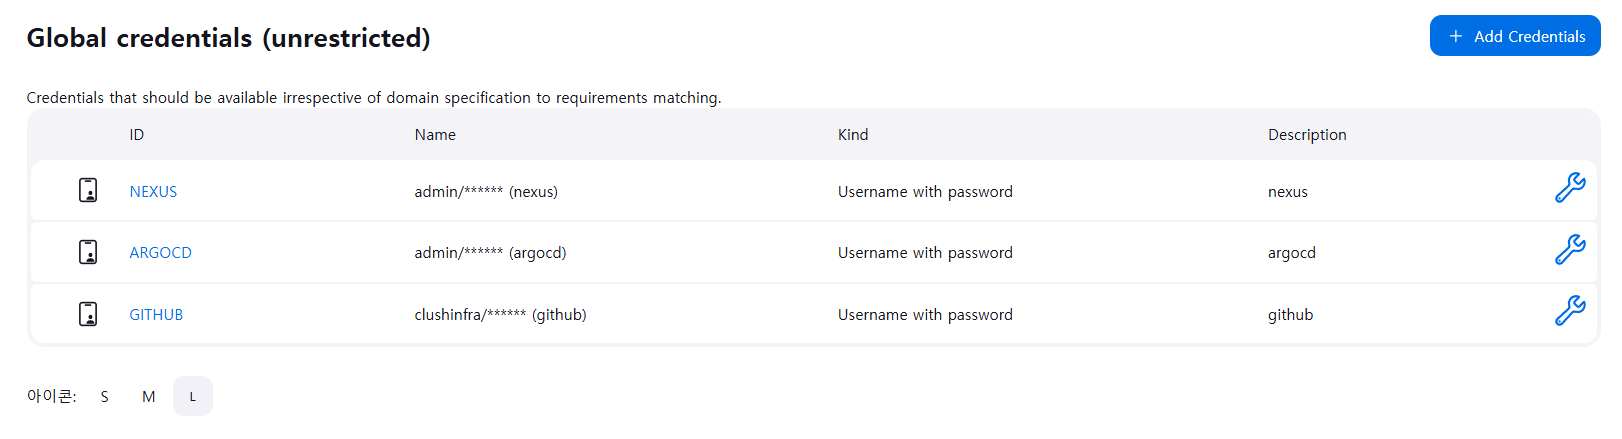 Global credentials (unrestricted)
+ Add Credentials
Credentials that should be available irrespective of domain specification to requirements matching.
ID Name Kind Description
NEXUS admin/****** (nexus) Username with password nexus
ARGOCD admin/****** (argocd) Username with password argocd
GITHUB clushinfra/****** (github) Username with password github
아이콘: S M L